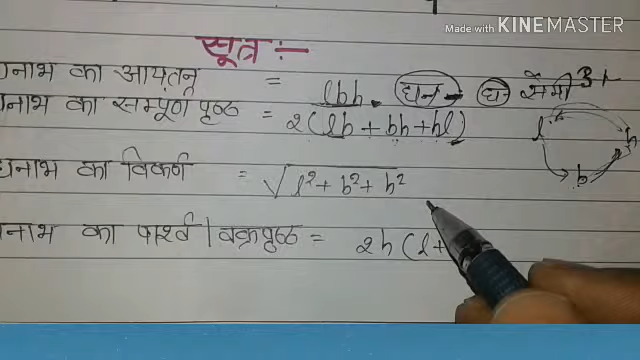 Made with KINEMASTER
सूत्र :-
घनाभ का आयतन = lbh. घन - घन सेमी³
घनाभ का सम्पूर्ण पृष्ठ = 2(lb + bh + hl)
l h b
घनाभ का विकर्ण = √l² + b² + h²
घनाभ का पार्श्व / वक्रपृष्ठ = 2h (l +